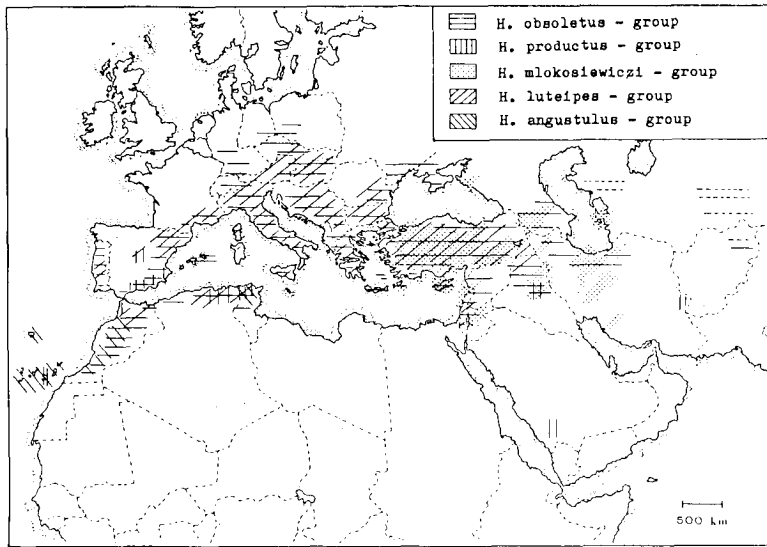 H. obsoletus - group
H. productus - group
H. mlokosiewiczi - group
H. luteipes - group
H. angustulus - group
500 km